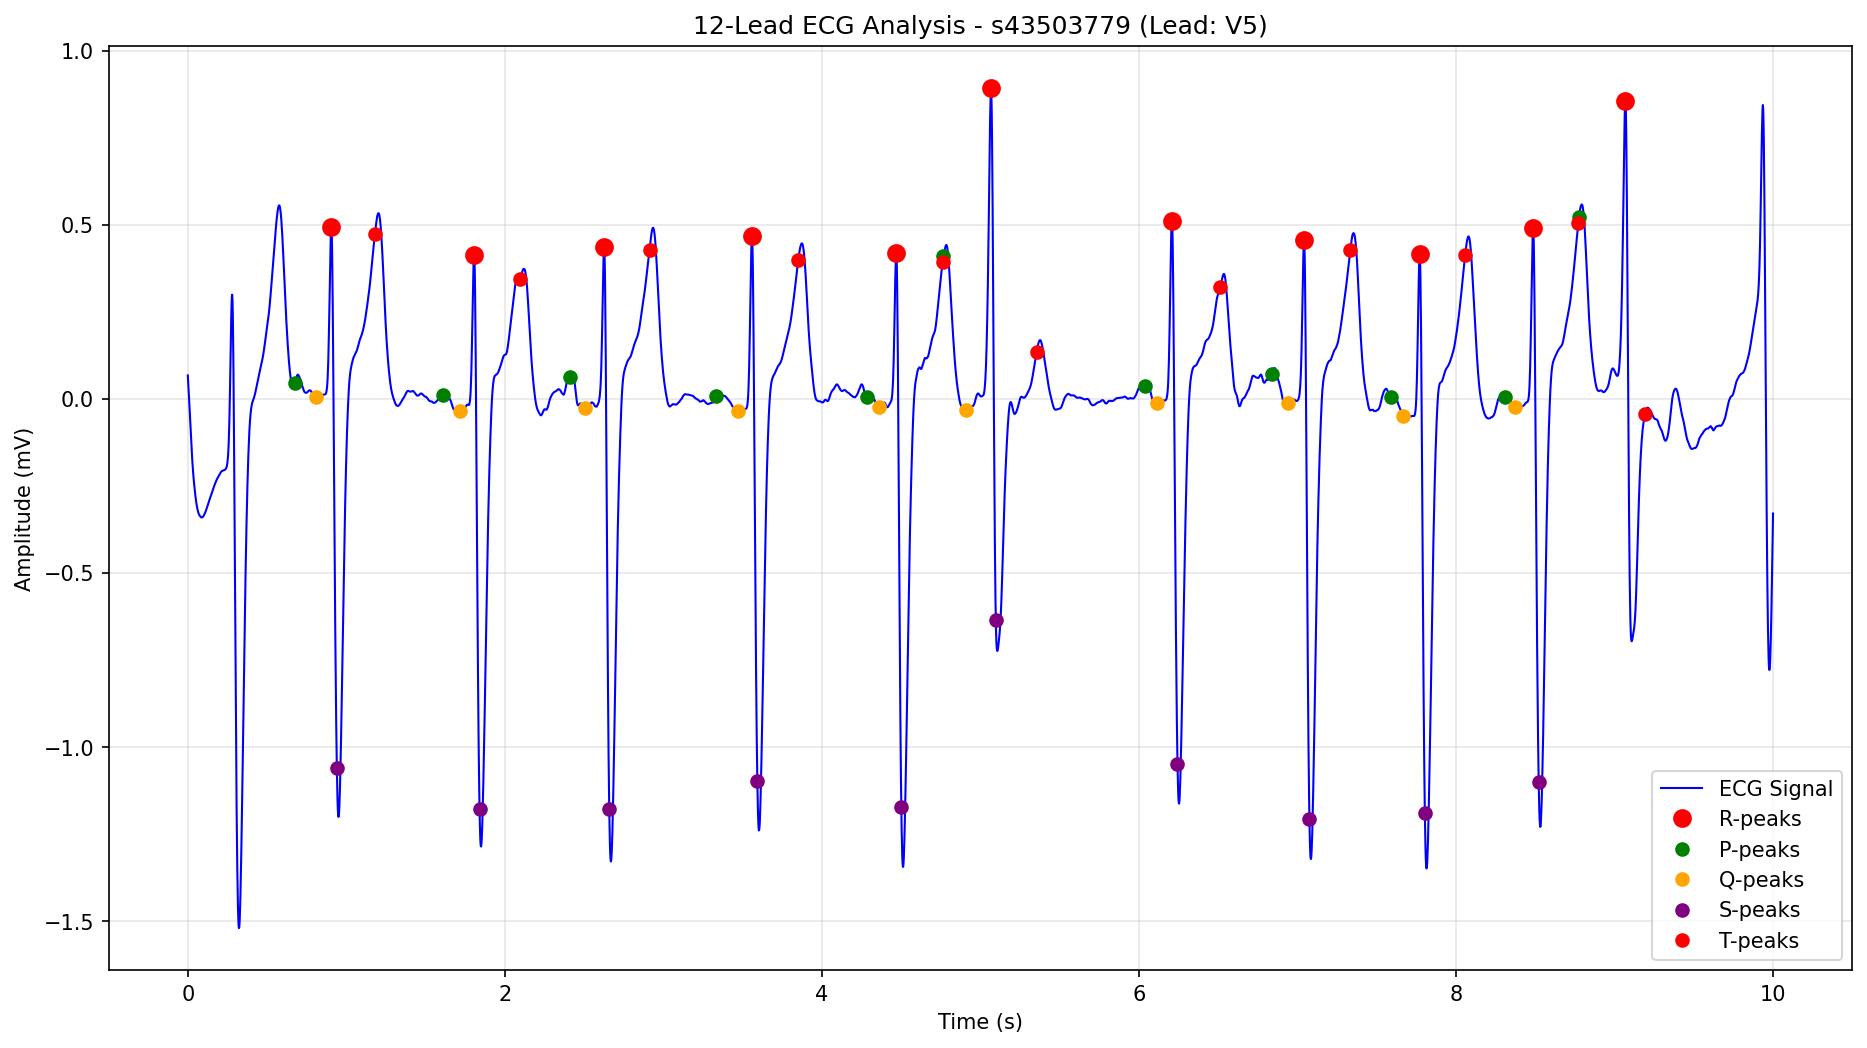 12-Lead ECG Analysis - s43503779 (Lead: V5)
Amplitude (mV)
1.0
0.5
0.0
−0.5
−1.0
−1.5
0
2
4
6
8
10
Time (s)
ECG Signal
R-peaks
P-peaks
Q-peaks
S-peaks
T-peaks